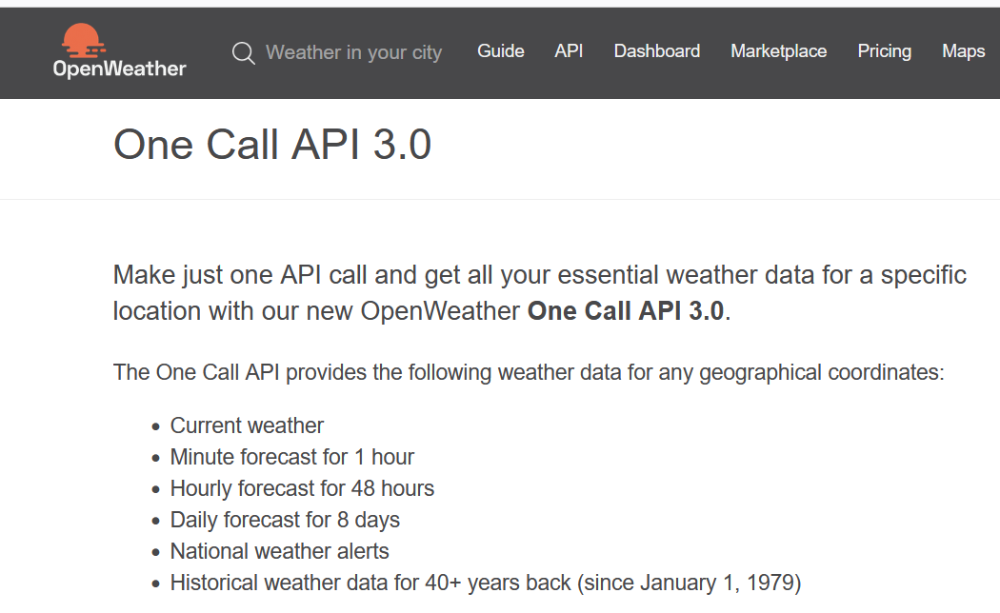 OpenWeather
Weather in your city
Guide
API
Dashboard
Marketplace
Pricing
Maps
One Call API 3.0
Make just one API call and get all your essential weather data for a specific
location with our new OpenWeather One Call API 3.0.
The One Call API provides the following weather data for any geographical coordinates:
• Current weather
• Minute forecast for 1 hour
• Hourly forecast for 48 hours
• Daily forecast for 8 days
• National weather alerts
• Historical weather data for 40+ years back (since January 1, 1979)